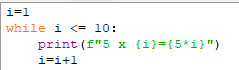 i=1
while i <= 10:
    print(f"5 x {i}={5*i}")
    i=i+1